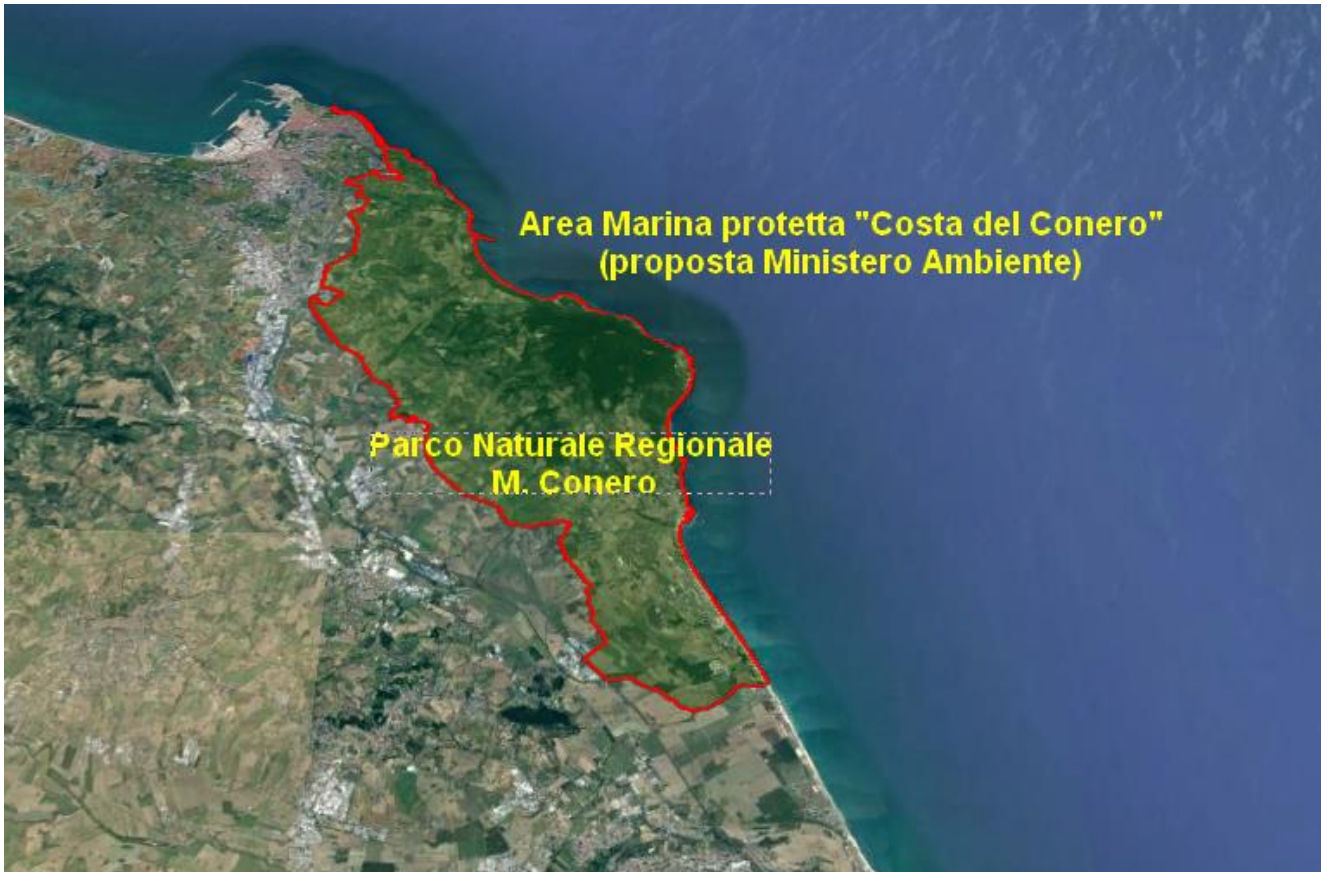 Area Marina protetta "Costa del Conero"
(proposta Ministero Ambiente)
Parco Naturale Regionale
M. Conero